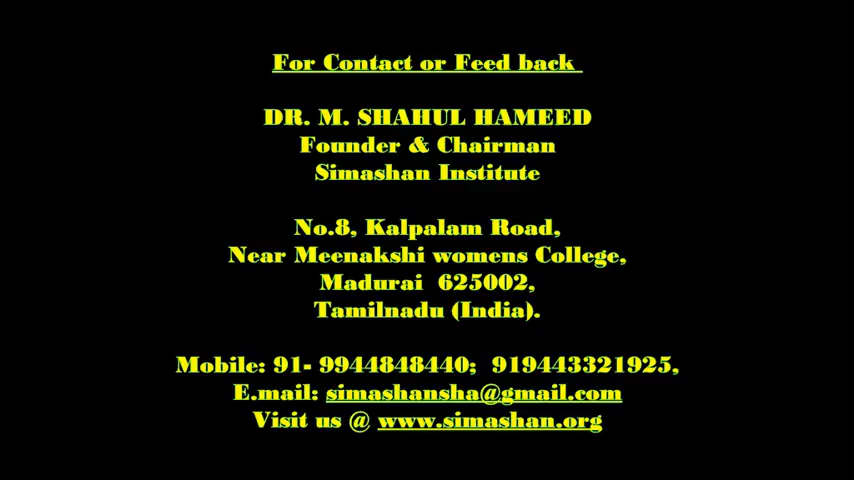 For Contact or Feed back
DR. M. SHAHUL HAMEED
Founder & Chairman
Simashan Institute
No.8, Kalpalam Road,
Near Meenakshi womens College,
Madurai  625002,
Tamilnadu (India).
Mobile: 91- 9944848440;  919443321925,
E.mail: simashansha@gmail.com
Visit us @ www.simashan.org